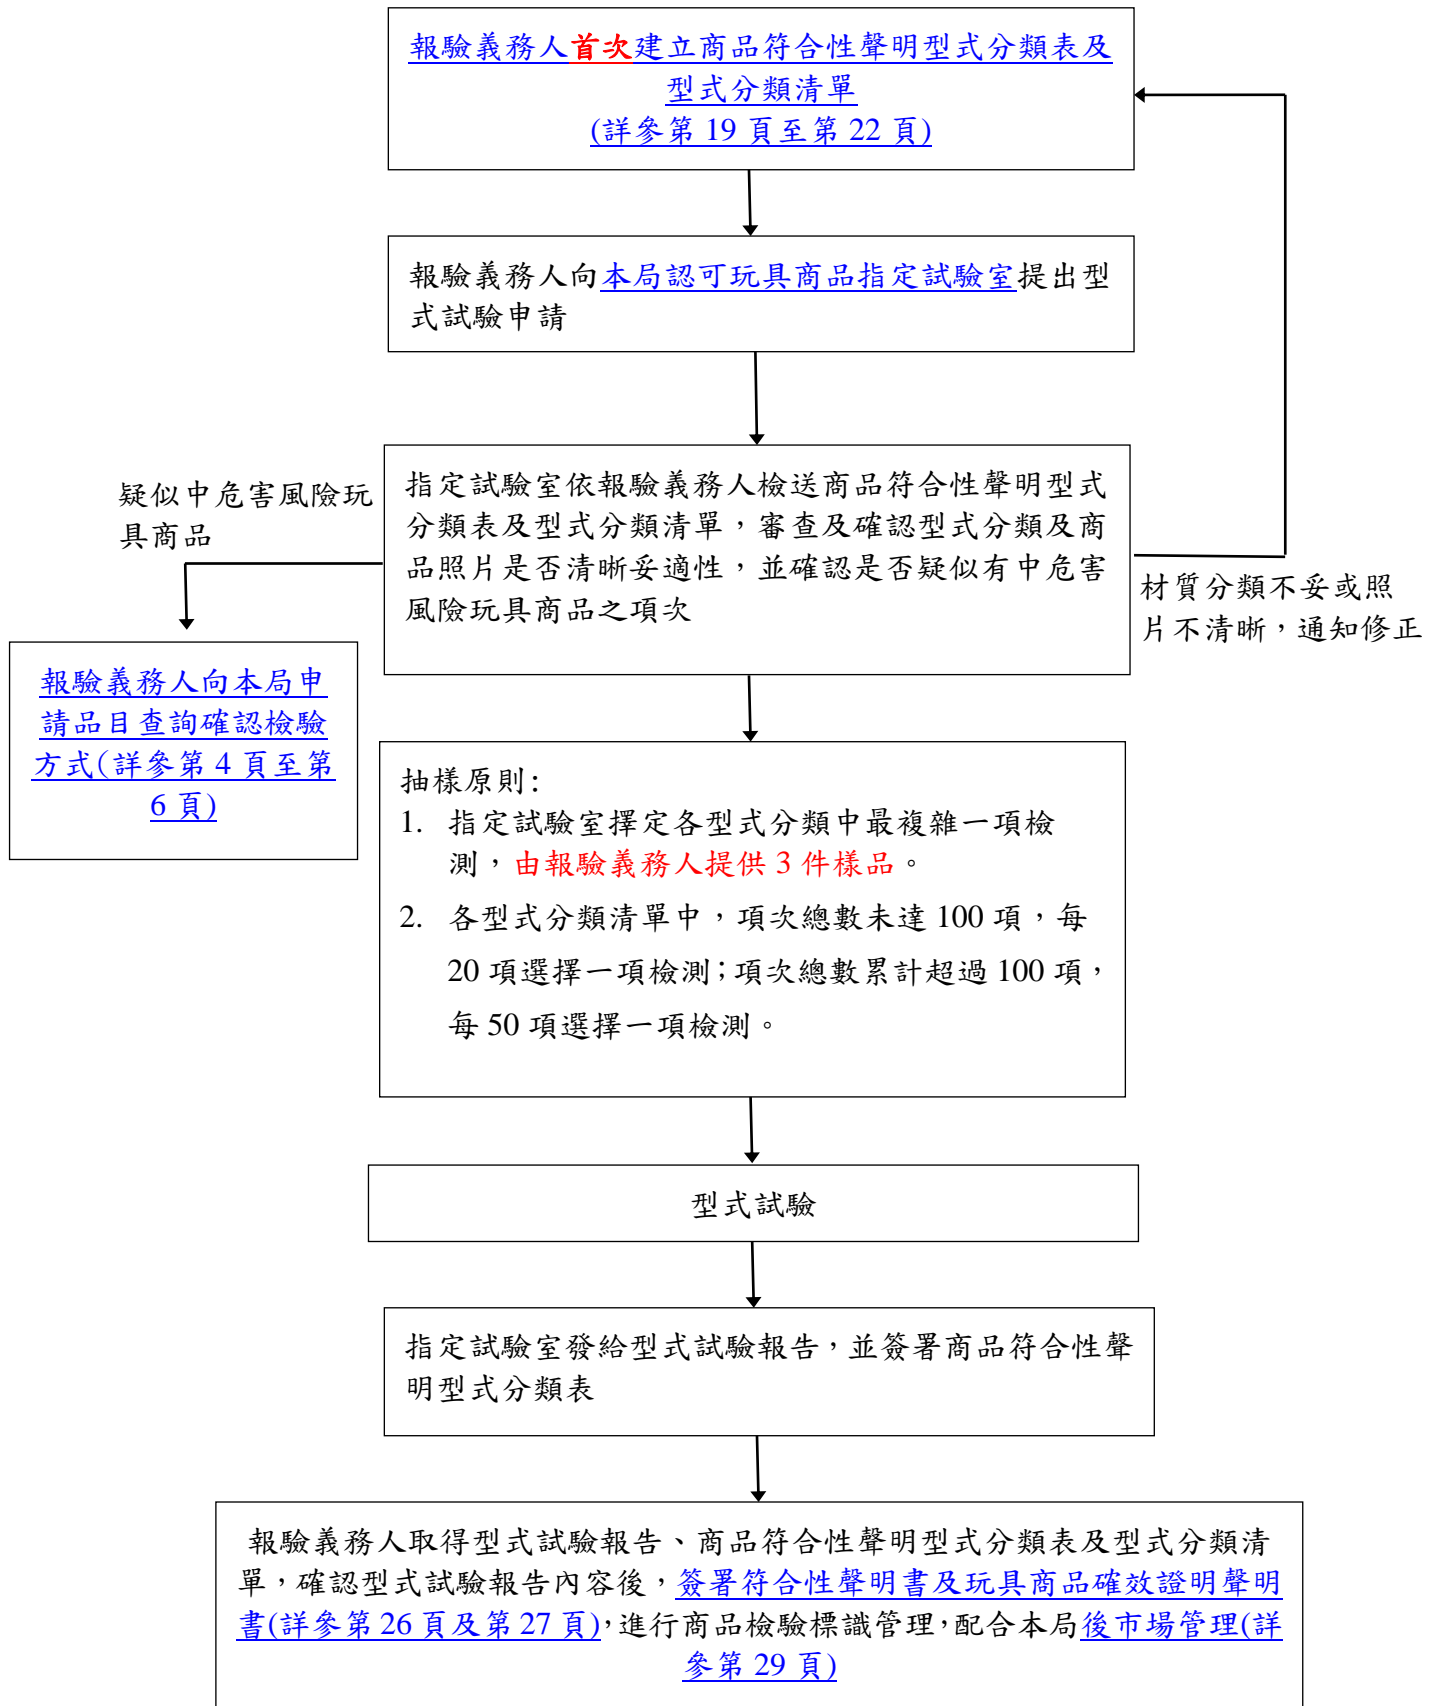 報驗義務人首次建立商品符合性聲明型式分類表及
型式分類清單
(詳參第 19 頁至第 22 頁)
報驗義務人向本局認可玩具商品指定試驗室提出型
式試驗申請
疑似中危害風險玩
具商品
指定試驗室依報驗義務人檢送商品符合性聲明型式
分類表及型式分類清單，審查及確認型式分類及商
品照片是否清晰妥適性，並確認是否疑似有中危害
風險玩具商品之項次
材質分類不妥或照
片不清晰，通知修正
報驗義務人向本局申
請品目查詢確認檢驗
方式(詳參第 4 頁至第
6 頁)
抽樣原則:
1. 指定試驗室擇定各型式分類中最複雜一項檢
測，由報驗義務人提供 3 件樣品。
2. 各型式分類清單中，項次總數未達 100 項，每
20 項選擇一項檢測；項次總數累計超過 100 項，
每 50 項選擇一項檢測。
型式試驗
指定試驗室發給型式試驗報告，並簽署商品符合性聲
明型式分類表
報驗義務人取得型式試驗報告、商品符合性聲明型式分類表及型式分類清
單，確認型式試驗報告內容後，簽署符合性聲明書及玩具商品確效證明聲明
書(詳參第 26 頁及第 27 頁)，進行商品檢驗標識管理，配合本局後市場管理(詳
參第 29 頁)